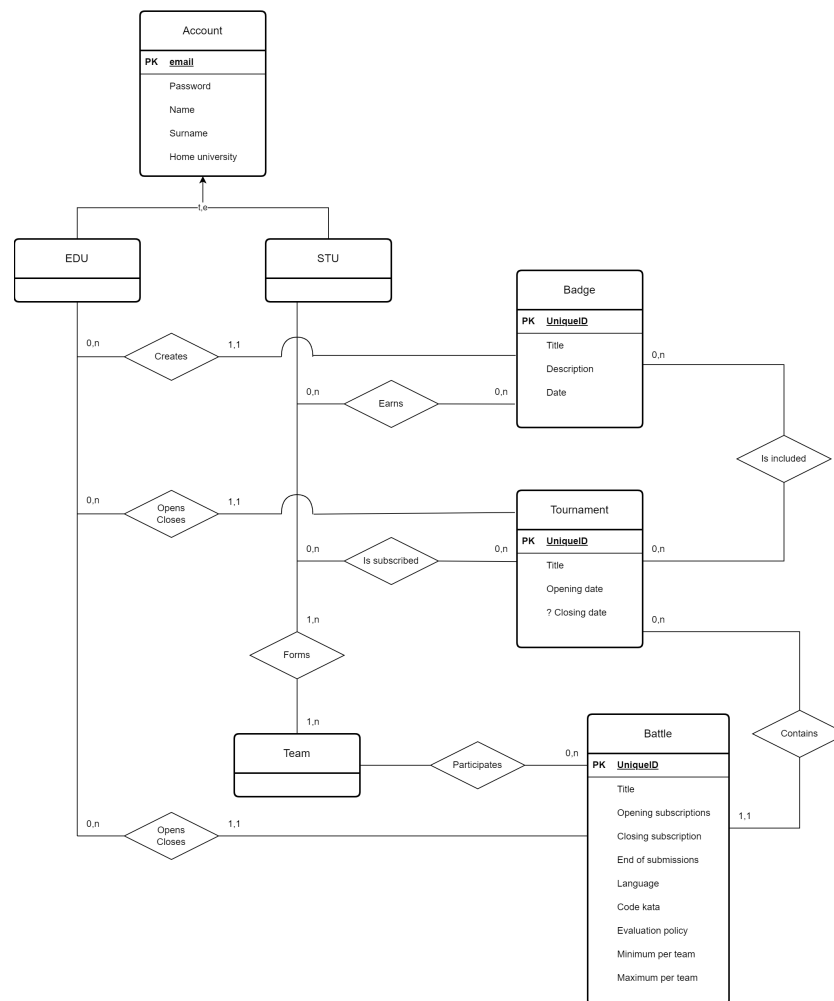 Account
PK email
Password
Name
Surname
Home university
t,e
EDU
STU
Badge
PK UniqueID
Title
Description
Date
0,n
Creates
1,1
0,n
0,n
Earns
0,n
Is included
0,n
Opens
Closes
1,1
Tournament
PK UniqueID
Title
Opening date
? Closing date
0,n
Is subscribed
0,n
0,n
0,n
1,n
Forms
1,n
Team
Participates
0,n
Contains
1,1
Battle
PK UniqueID
Title
Opening subscriptions
Closing subscription
End of submissions
Language
Code kata
Evaluation policy
Minimum per team
Maximum per team
0,n
Opens
Closes
1,1